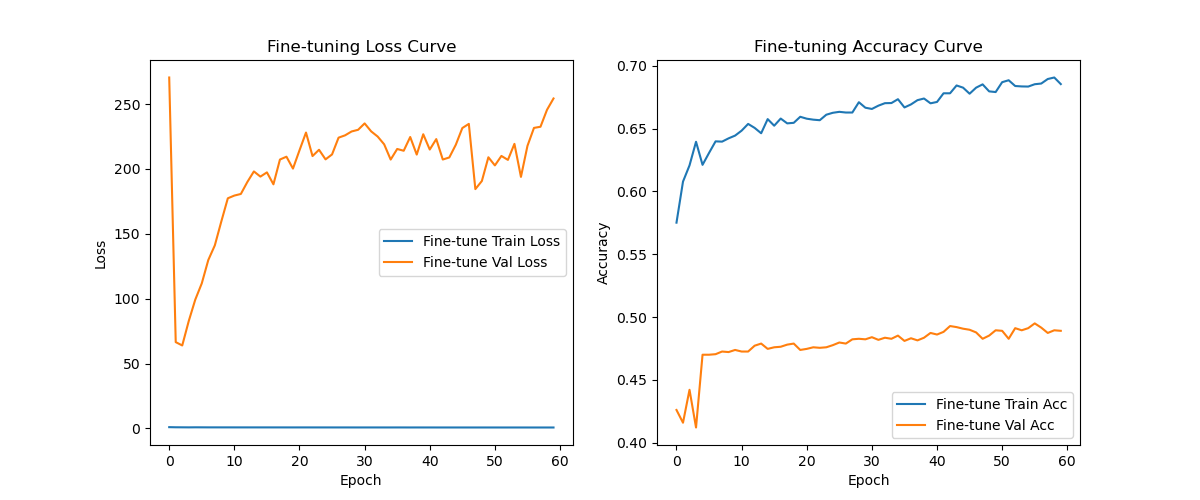 Fine-tuning Loss Curve
Loss
250
200
150
100
50
0
Fine-tune Train Loss
Fine-tune Val Loss
0 10 20 30 40 50 60
Epoch
Fine-tuning Accuracy Curve
Accuracy
0.70
0.65
0.60
0.55
0.50
0.45
0.40
Fine-tune Train Acc
Fine-tune Val Acc
0 10 20 30 40 50 60
Epoch